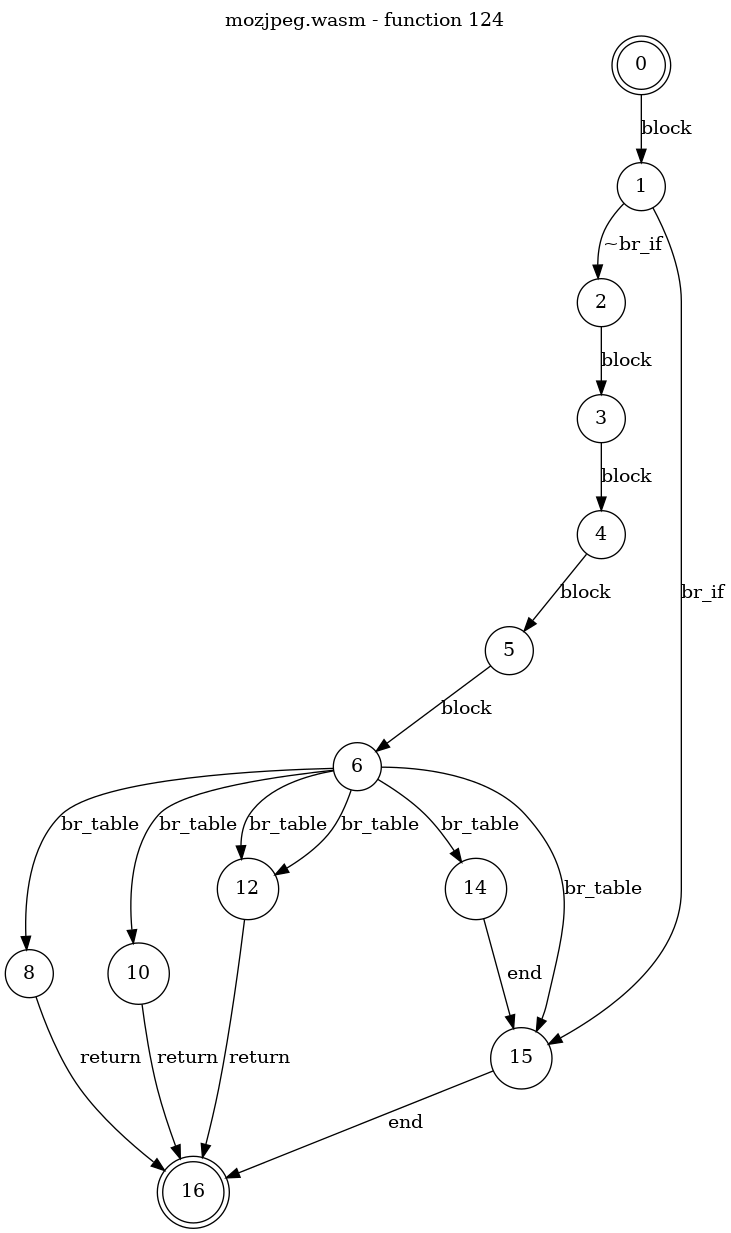 mozjpeg.wasm - function 124
0
block
1
~br_if
2
block
3
block
4
block
br_if
5
block
6
br_table br_table br_table br_table br_table
br_table
12 14
8 10
end
return return return
15
end
16